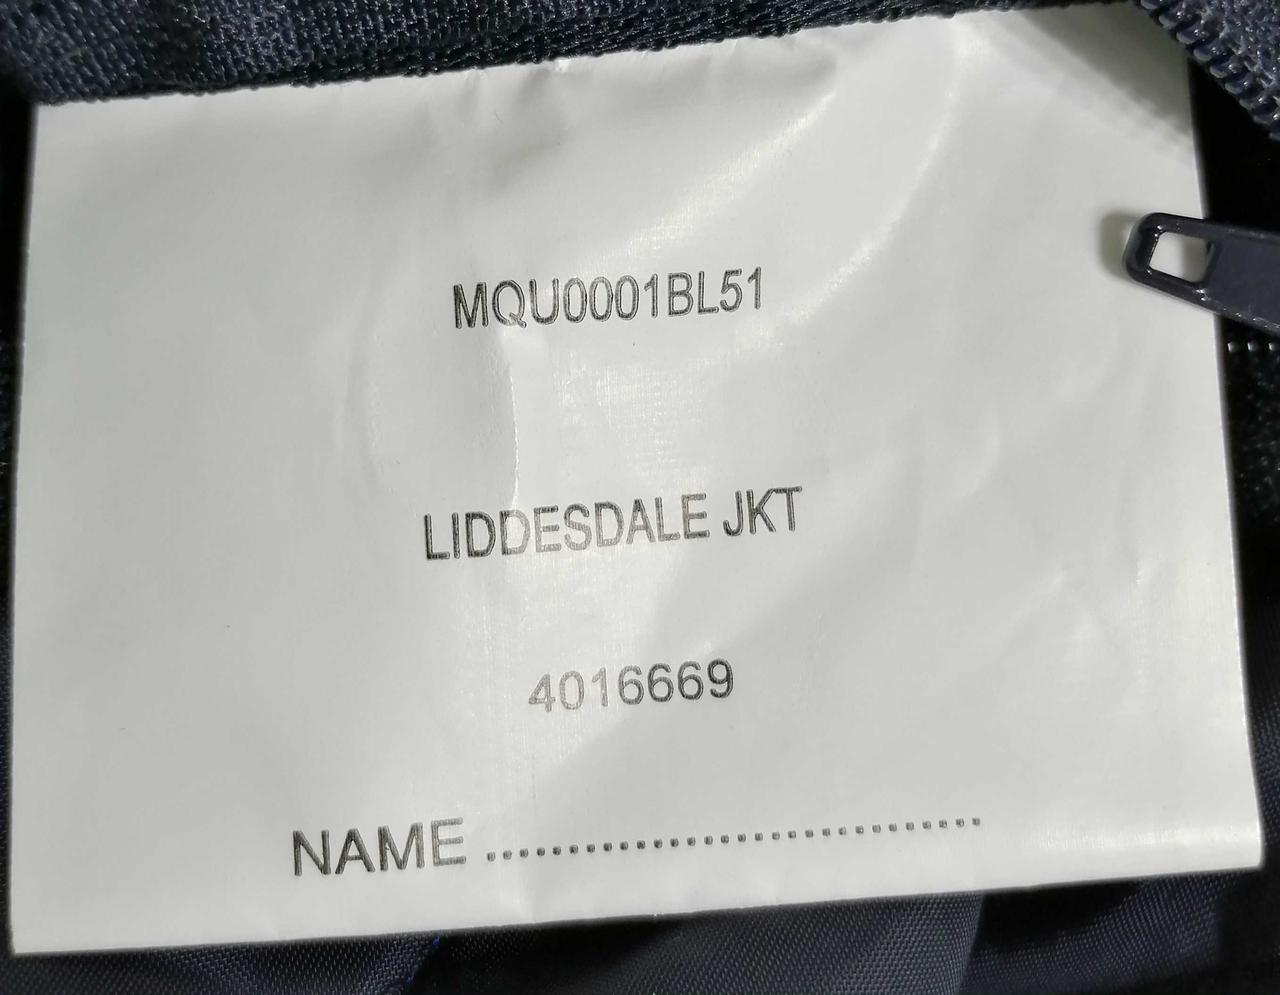 MQU0001BL51
LIDDESDALE JKT
4016669
NAME ..............................